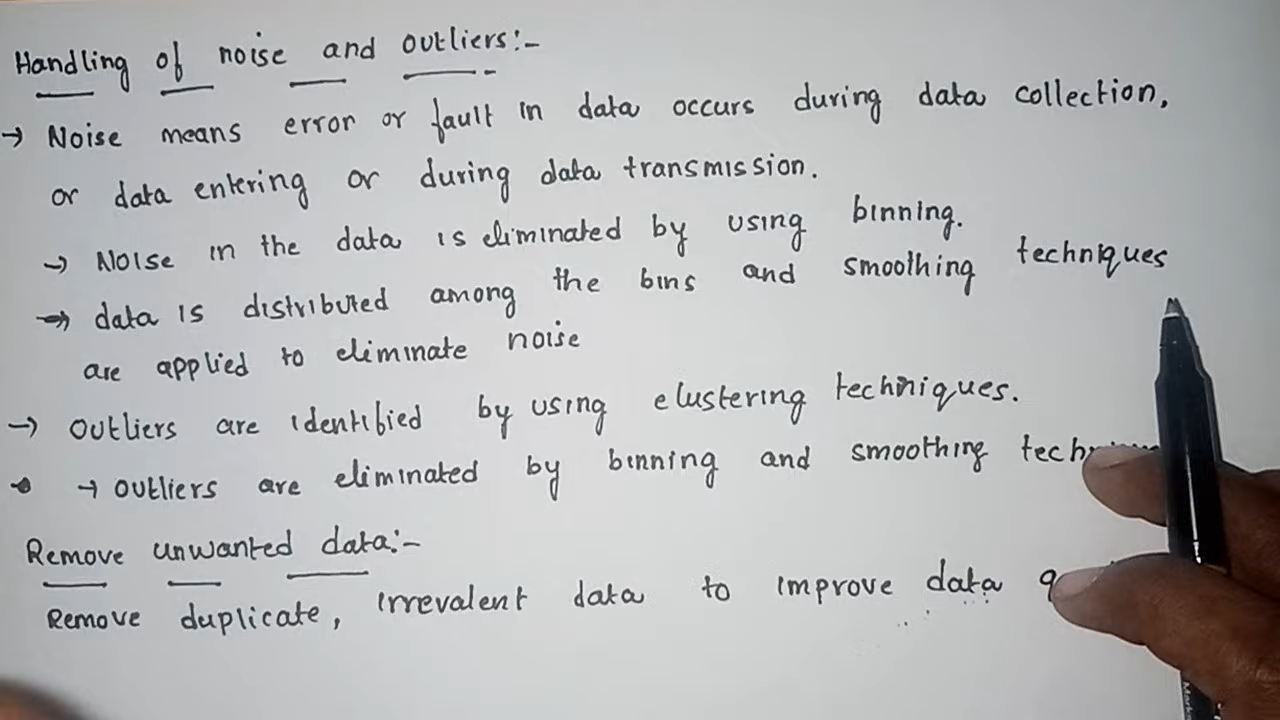 Handling of noise and outliers:-
→ Noise means error or fault in data occurs during data collection,
or data entering or during data transmission.
→ Noise in the data is eliminated by using binning.
→ data is distributed among the bins and smoothing techniques
are applied to eliminate noise
→ outliers are identified by using clustering techniques.
→ outliers are eliminated by binning and smoothing
Remove unwanted data:-
Remove duplicate, irrevalent data to improve data